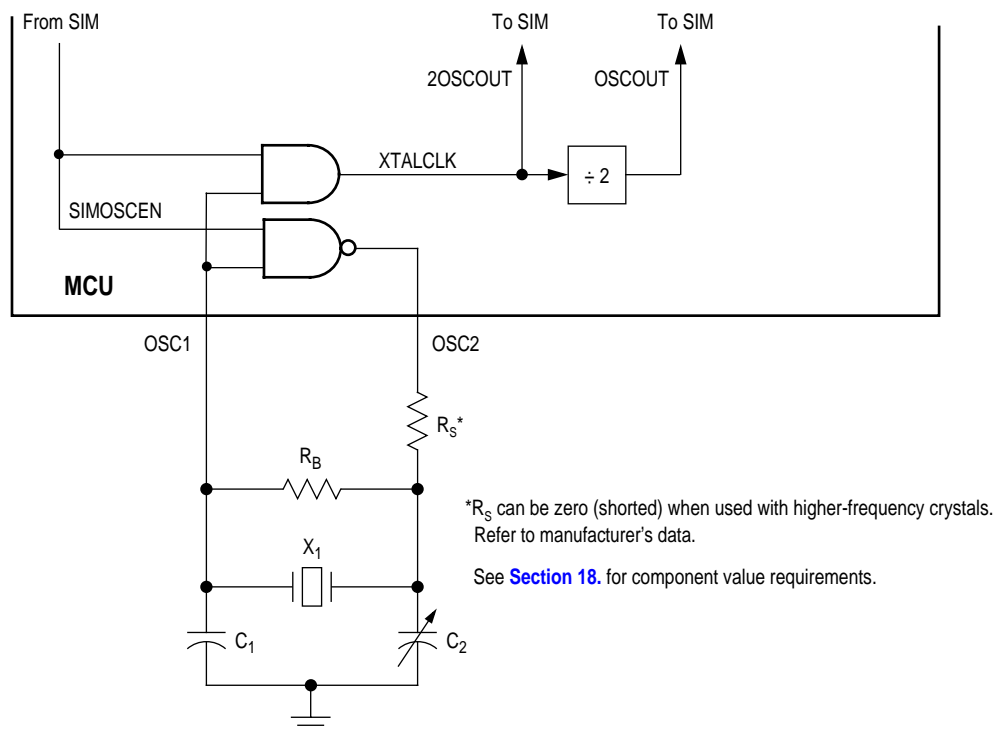 From SIM
To SIM
To SIM
2OSCOUT
OSCOUT
XTALCLK
÷ 2
SIMOSCEN
MCU
OSC1
OSC2
RS*
RB
*RS can be zero (shorted) when used with higher-frequency crystals.
Refer to manufacturer's data.
X1
See Section 18. for component value requirements.
C1
C2